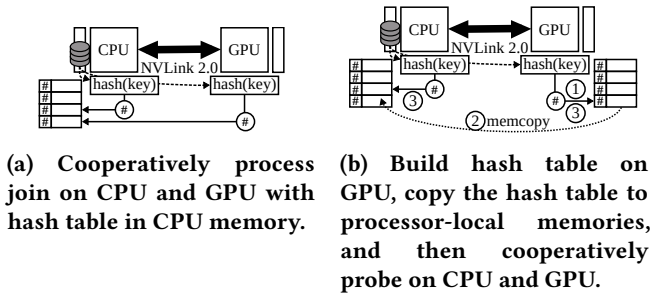 CPU
GPU
NVLink 2.0
hash(key)
hash(key)
#
#
#
#
#
#
(a) Cooperatively process
join on CPU and GPU with
hash table in CPU memory.
CPU
GPU
NVLink 2.0
hash(key)
hash(key)
#
#
#
#
#
#
#
#
#
#
3
1
3
2 memcopy
(b) Build hash table on
GPU, copy the hash table to
processor-local memories,
and then cooperatively
probe on CPU and GPU.